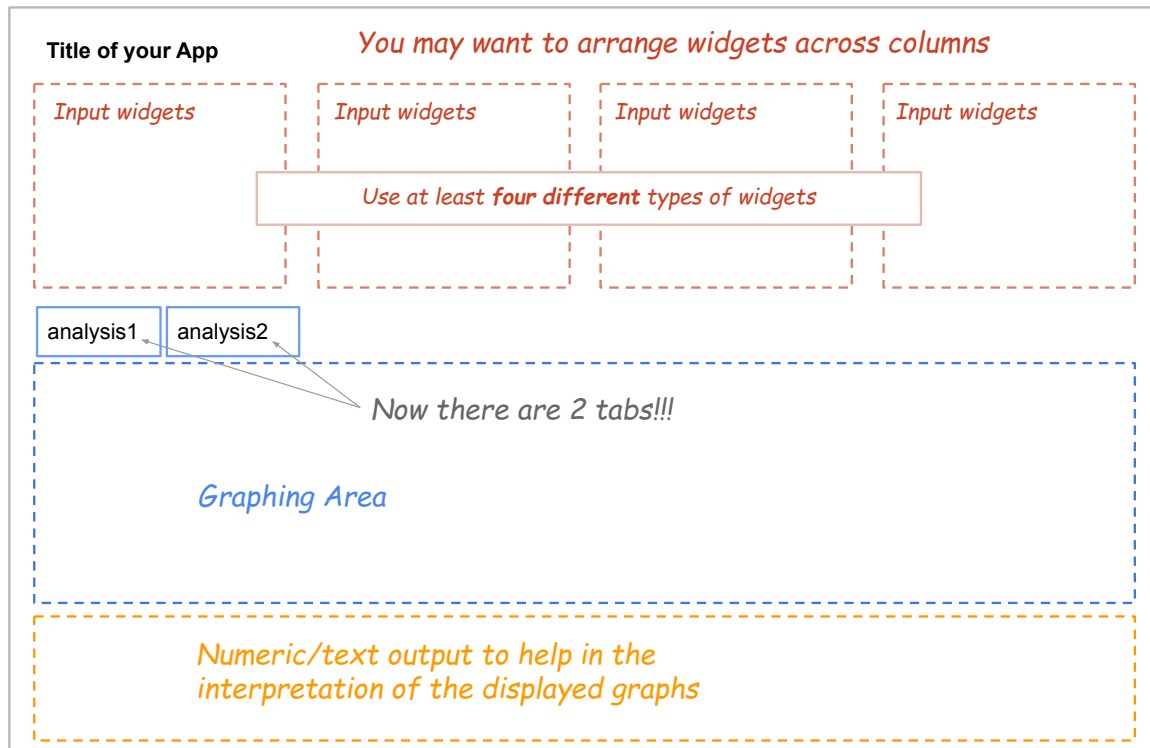 Title of your App
You may want to arrange widgets across columns
Input widgets
Input widgets
Input widgets
Input widgets
Use at least four different types of widgets
analysis1
analysis2
Now there are 2 tabs!!!
Graphing Area
Numeric/text output to help in the
interpretation of the displayed graphs